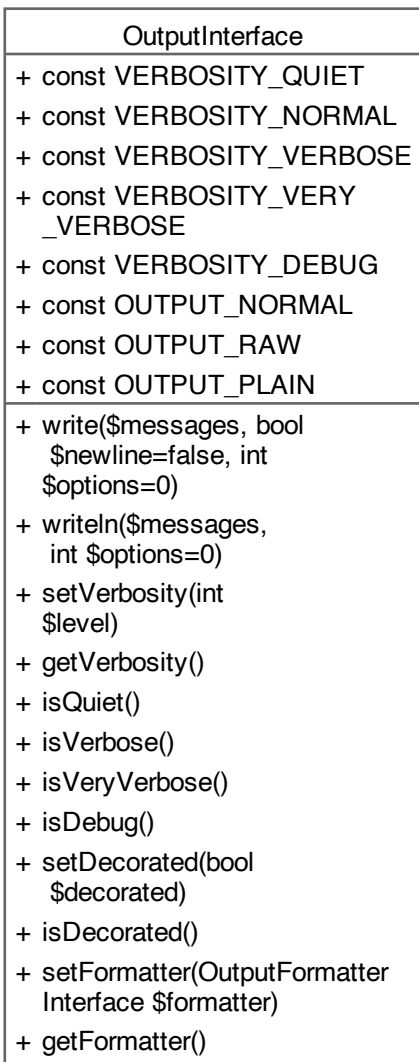 OutputInterface
+ const VERBOSITY_QUIET
+ const VERBOSITY_NORMAL
+ const VERBOSITY_VERBOSE
+ const VERBOSITY_VERY
_VERBOSE
+ const VERBOSITY_DEBUG
+ const OUTPUT_NORMAL
+ const OUTPUT_RAW
+ const OUTPUT_PLAIN
+ write($messages, bool
$newline=false, int
$options=0)
+ writeln($messages,
int $options=0)
+ setVerbosity(int
$level)
+ getVerbosity()
+ isQuiet()
+ isVerbose()
+ isVeryVerbose()
+ isDebug()
+ setDecorated(bool
$decorated)
+ isDecorated()
+ setFormatter(OutputFormatter
Interface $formatter)
+ getFormatter()